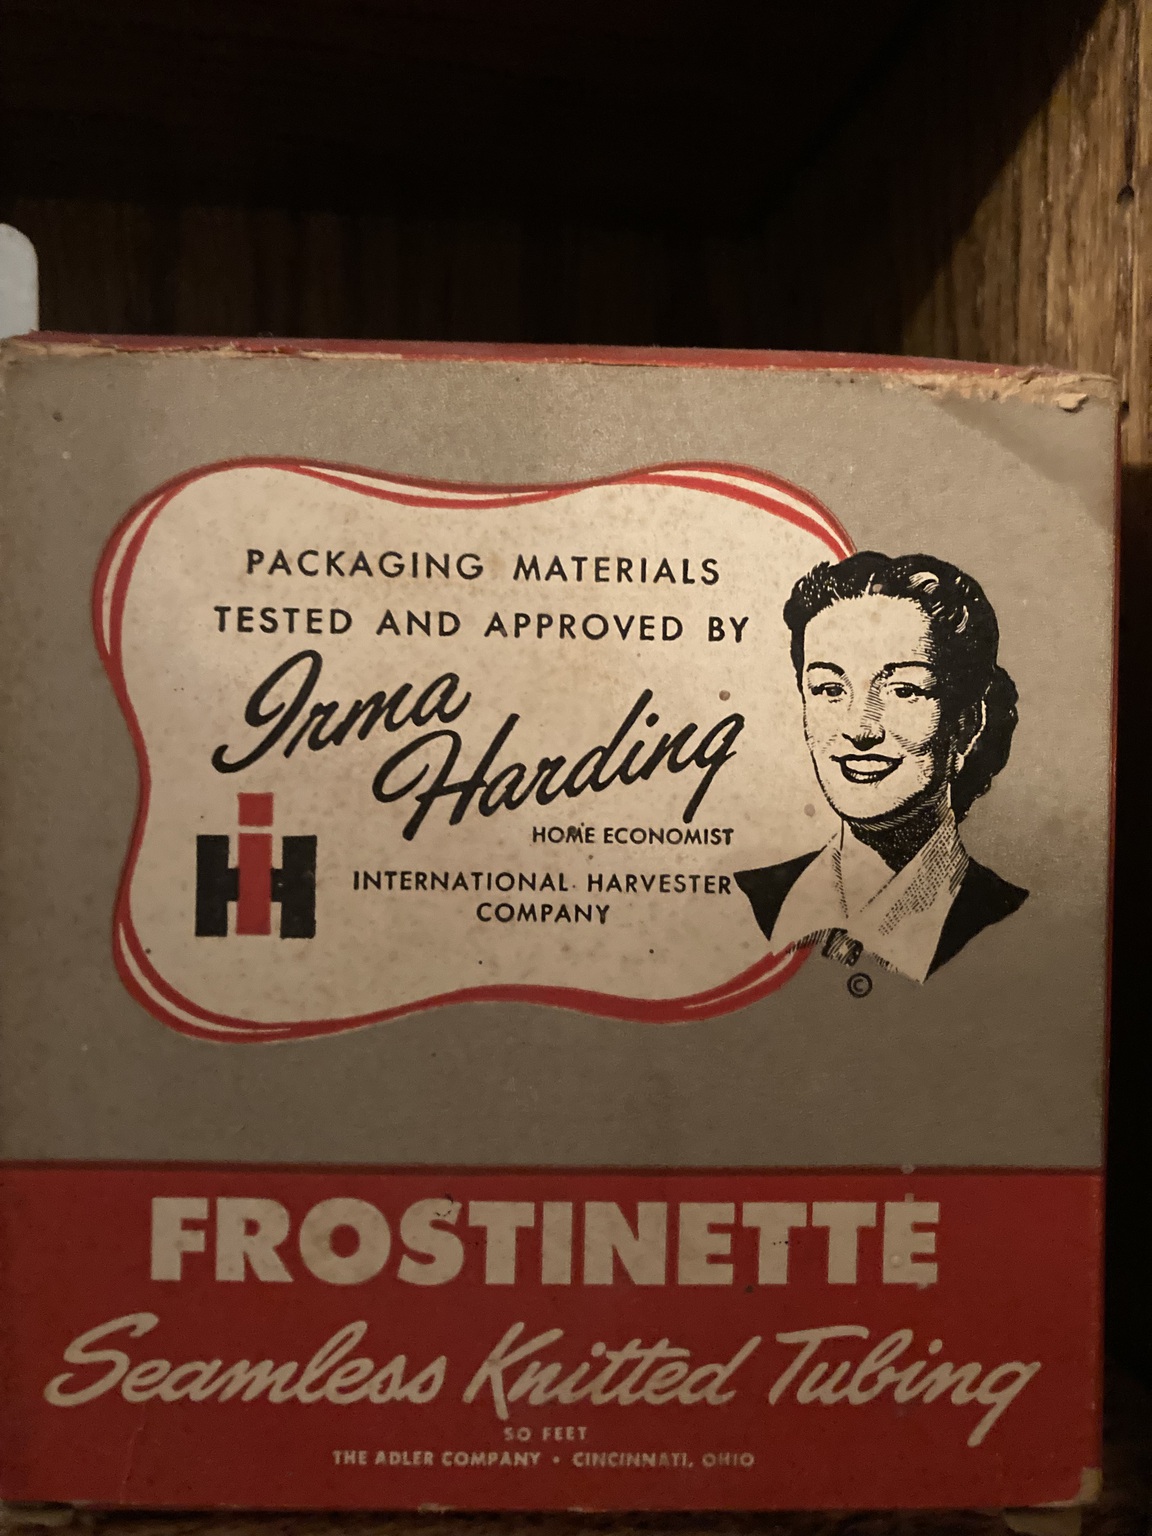 PACKAGING MATERIALS
TESTED AND APPROVED BY
Irma
Harding
HOME ECONOMIST
IH
INTERNATIONAL HARVESTER
COMPANY
©
FROSTINETTE
Seamless Knitted Tubing
50 FEET
THE ADLER COMPANY • CINCINNATI, OHIO